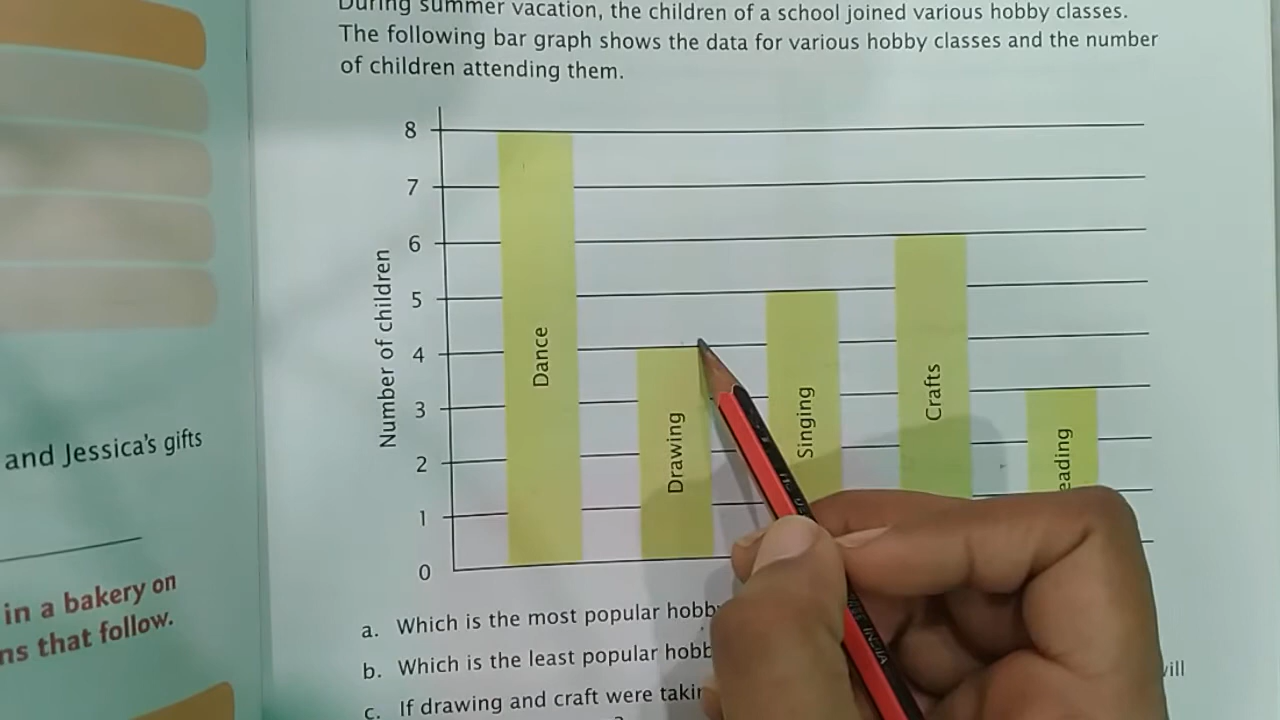 During summer vacation, the children of a school joined various hobby classes.
The following bar graph shows the data for various hobby classes and the number
of children attending them.
8
7
6
5
4
3
2
1
0
Number of children
Dance
Drawing
Singing
Crafts
eading
a. Which is the most popular hobb
b. Which is the least popular hobb
c. If drawing and craft were takin
and Jessica's gifts
in a bakery on
ns that follow.
INDIA